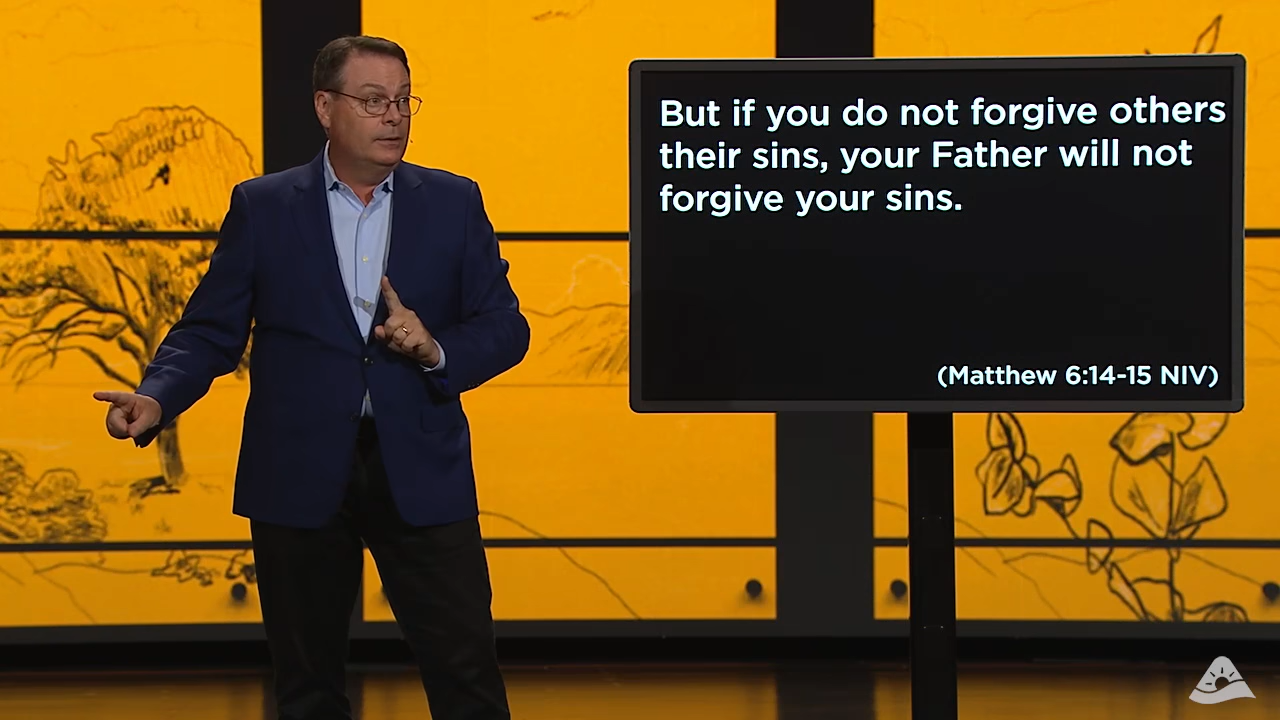 But if you do not forgive others
their sins, your Father will not
forgive your sins.
(Matthew 6:14-15 NIV)